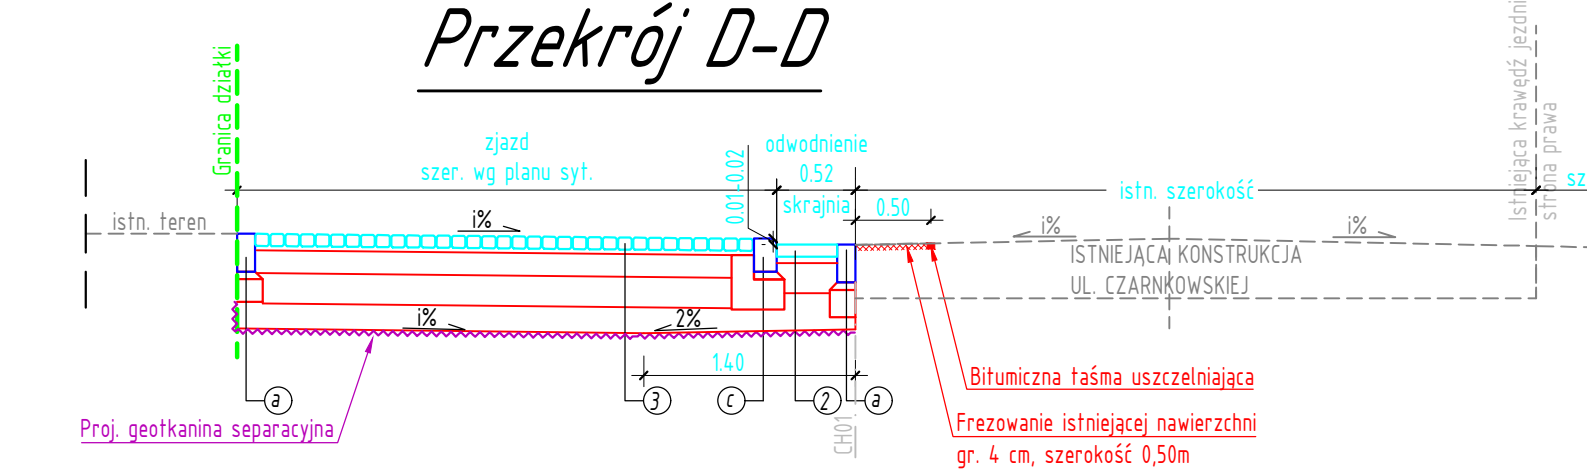 Przekrój D-D
Granica działki
zjazd
szer. wg planu syt.
0.01-0.02
odwodnienie
0.52
skrajnia
0.50
istn. szerokość
Istniejąca krawędź jezdni
strona prawa
sz
istn. teren
i%
i%
i%
ISTNIEJĄCA KONSTRUKCJA
UL. CZARNKOWSKIEJ
i%
2%
1.40
a
3
c
2
a
CH01
Proj. geotkanina separacyjna
Bitumiczna taśma uszczelniająca
Frezowanie istniejącej nawierzchni
gr. 4 cm, szerokość 0,50m